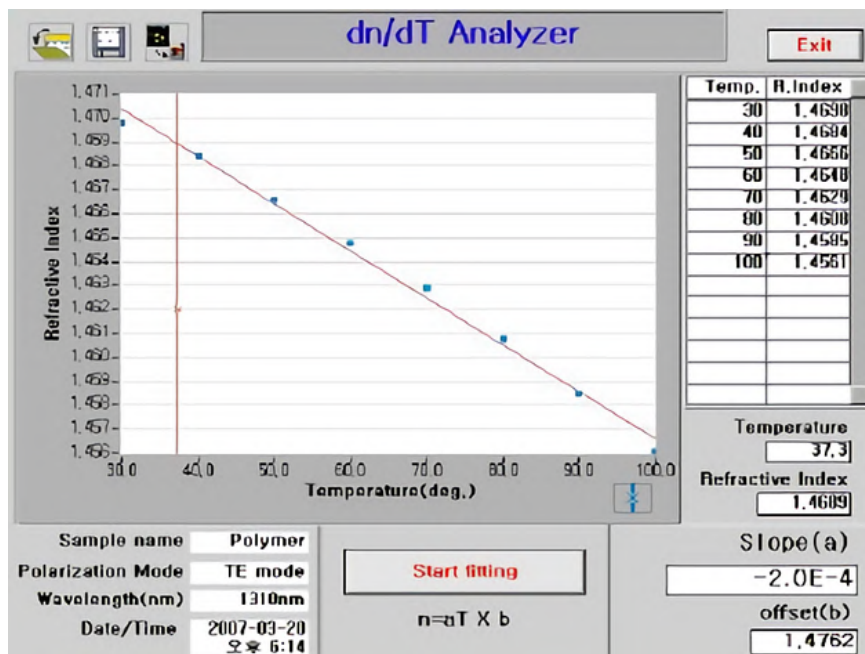 dn/dT Analyzer
Exit
1.471
1.470
1.469
1.468
1.467
1.466
1.465
1.464
1.463
1.462
1.461
1.460
1.459
1.458
1.457
1.456
Refractive Index
30.0 40.0 50.0 60.0 70.0 80.0 90.0 100.0
Temperature(deg.)
Temp. R.Index
30 1.4698
40 1.4684
50 1.4666
60 1.4648
70 1.4629
80 1.4608
90 1.4585
100 1.4561
Temperature
37.3
Refractive Index
1.4689
Sample name Polymer
Polarization Mode TE mode
Wavelength(nm) 1310nm
Date/Time 2007-03-20
오후 6:14
Start fitting
n=aT X b
Slope(a)
-2.0E-4
offset(b)
1.4762